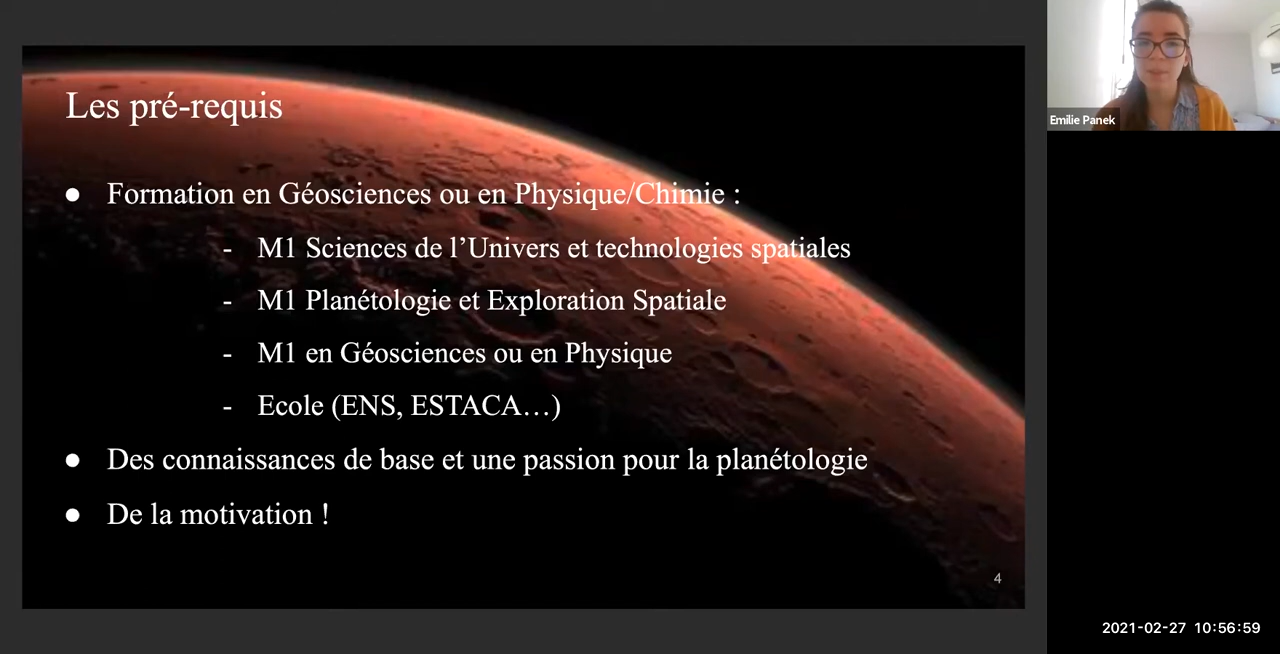 Les pré-requis
● Formation en Géosciences ou en Physique/Chimie :
- M1 Sciences de l’Univers et technologies spatiales
- M1 Planétologie et Exploration Spatiale
- M1 en Géosciences ou en Physique
- Ecole (ENS, ESTACA…)
● Des connaissances de base et une passion pour la planétologie
● De la motivation !
4
Emilie Panek
2021-02-27 10:56:59